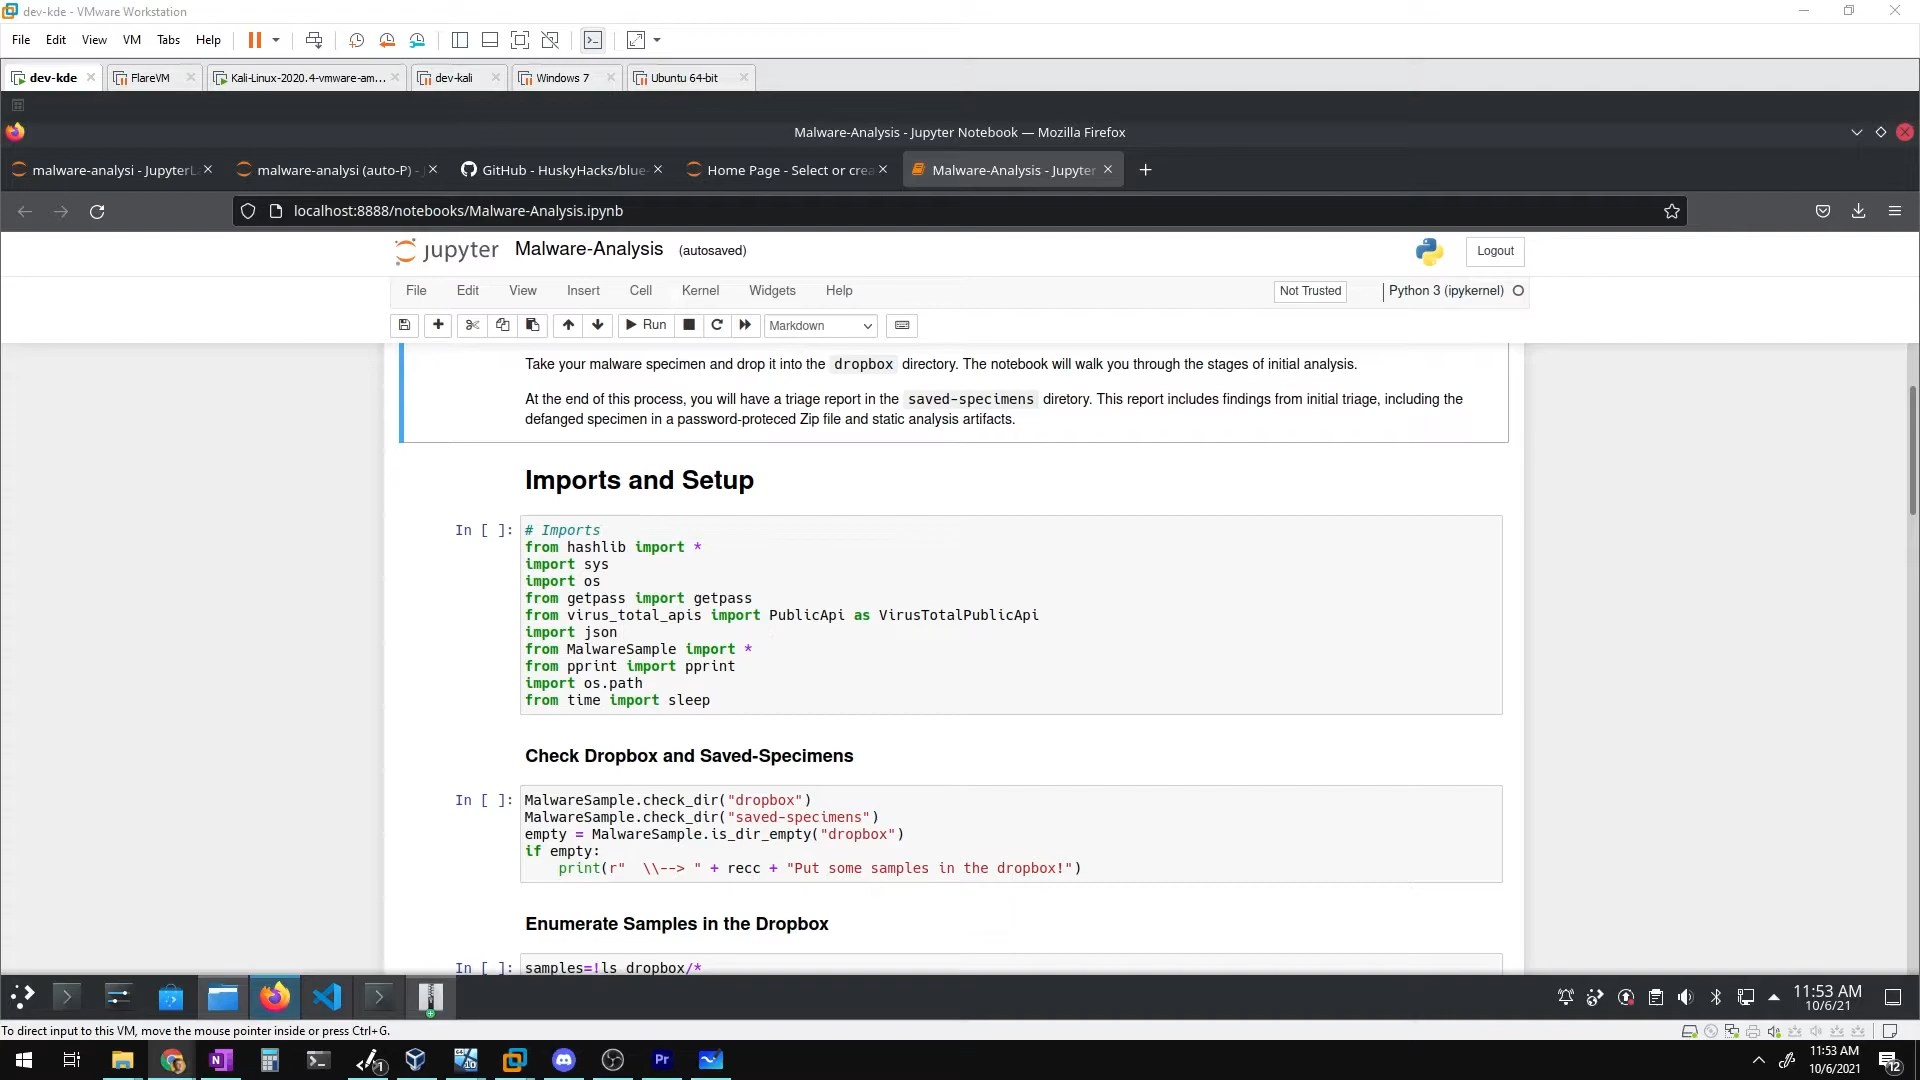 dev-kde - VMware Workstation
File Edit View VM Tabs Help
dev-kde FlareVM Kali-Linux-2020.4-vmware-am... dev-kali Windows 7 Ubuntu 64-bit
Malware-Analysis - Jupyter Notebook — Mozilla Firefox
malware-analysi - JupyterL malware-analysi (auto-P) - J GitHub - HuskyHacks/blue- Home Page - Select or crea Malware-Analysis - Jupyter
localhost:8888/notebooks/Malware-Analysis.ipynb
jupyter Malware-Analysis (autosaved) Logout
File Edit View Insert Cell Kernel Widgets Help Not Trusted Python 3 (ipykernel)
Run Markdown
Take your malware specimen and drop it into the dropbox directory. The notebook will walk you through the stages of initial analysis.
At the end of this process, you will have a triage report in the saved-specimens diretory. This report includes findings from initial triage, including the
defanged specimen in a password-proteced Zip file and static analysis artifacts.
Imports and Setup
In [ ]: # Imports
from hashlib import *
import sys
import os
from getpass import getpass
from virus_total_apis import PublicApi as VirusTotalPublicApi
import json
from MalwareSample import *
from pprint import pprint
import os.path
from time import sleep
Check Dropbox and Saved-Specimens
In [ ]: MalwareSample.check_dir("dropbox")
MalwareSample.check_dir("saved-specimens")
empty = MalwareSample.is_dir_empty("dropbox")
if empty:
    print(r"  \\--> " + recc + "Put some samples in the dropbox!")
Enumerate Samples in the Dropbox
In [ ]: samples=!ls dropbox/*
11:53 AM
10/6/21
To direct input to this VM, move the mouse pointer inside or press Ctrl+G.
11:53 AM
10/6/2021
12